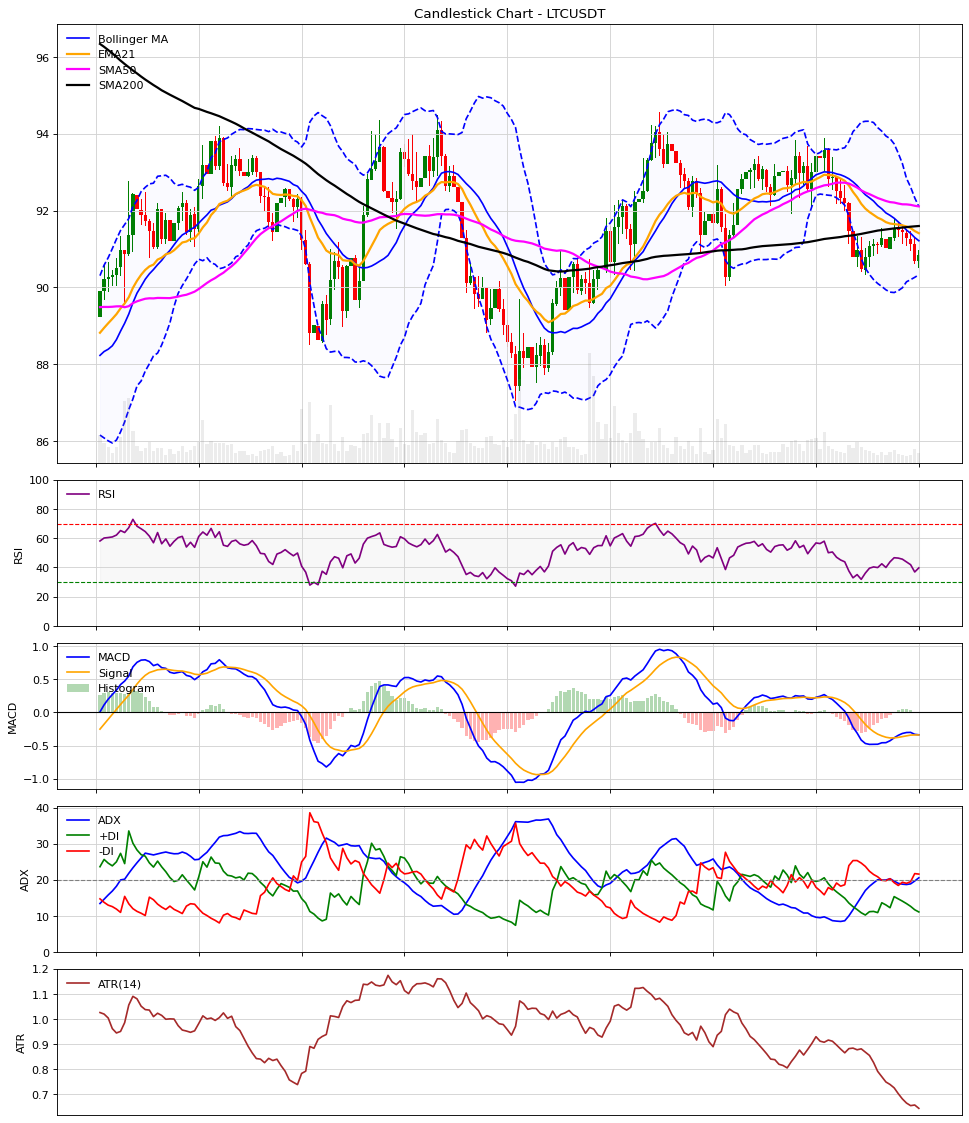 Candlestick Chart - LTCUSDT
Bollinger MA
EMA21
SMA50
SMA200
96
94
92
90
88
86
RSI
RSI
100
80
60
40
20
0
MACD
Signal
Histogram
MACD
1.0
0.5
0.0
−0.5
−1.0
ADX
+DI
-DI
ADX
40
30
20
10
0
ATR(14)
ATR
1.2
1.1
1.0
0.9
0.8
0.7